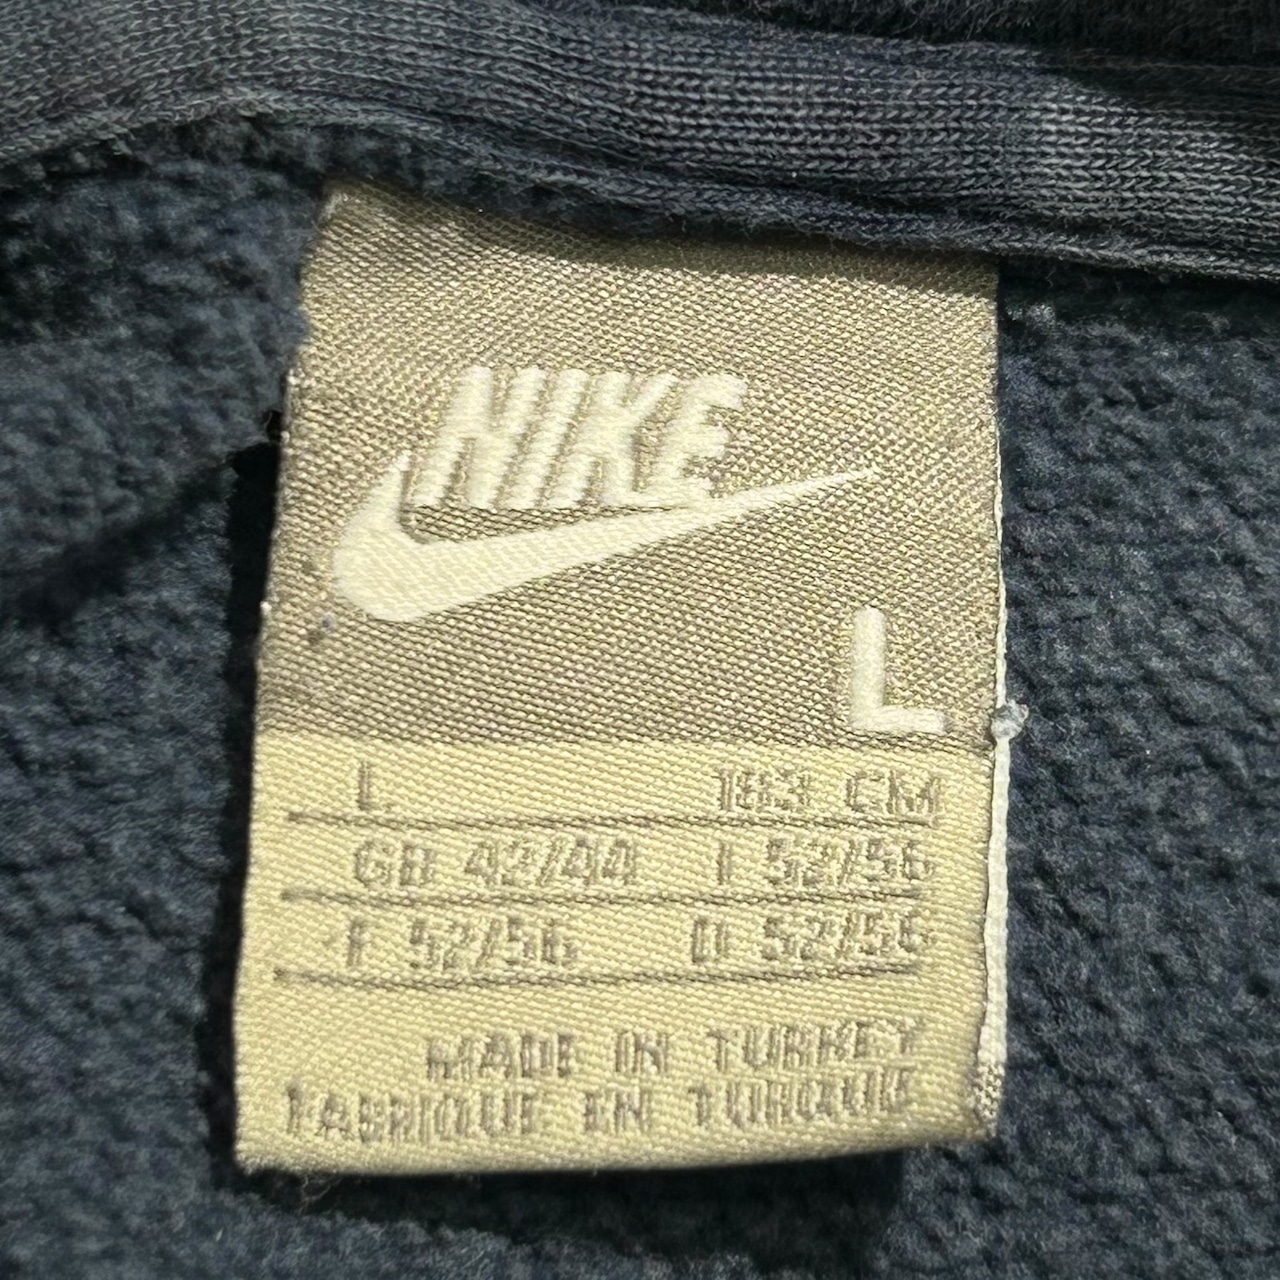 NIKE
L
L 183 CM
GB 42/44 I 52/56
F 52/56 D 52/56
MADE IN TURKEY
FABRIQUE EN TURQUIE